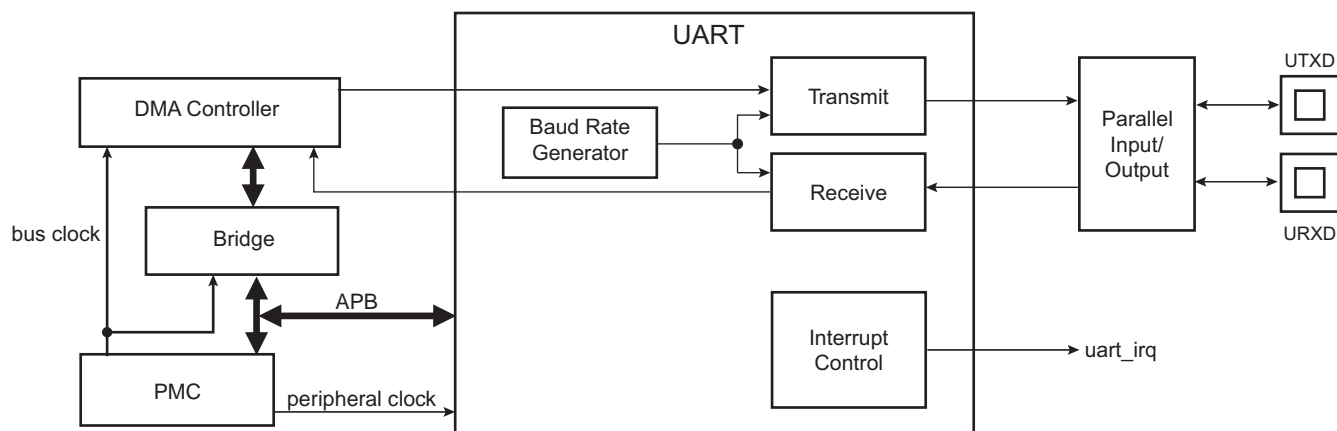 UART
UTXD
DMA Controller
Transmit
Baud Rate
Generator
Parallel
Input/
Output
Receive
bus clock
Bridge
URXD
APB
Interrupt
Control
uart_irq
PMC
peripheral clock